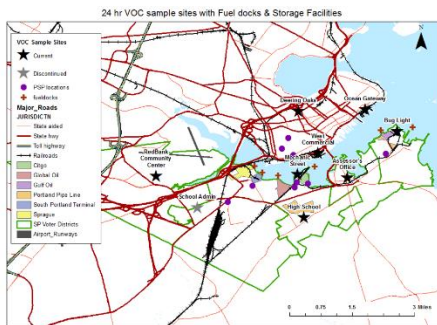 24 hr VOC sample sites with Fuel docks & Storage Facilities
VOC Sample Sites
Current
Discontinued
PSP locations
fueldocks
Major_Roads
JURISDICTN
State aided
State hwy
Toll highway
Railroads
Citgo
Global Oil
Gulf Oil
Portland Pipe Line
South Portland Terminal
Sprague
SP Voter Districts
Airport_Runways
N
Deering Oaks
Ocean Gateway
Bug Light
West
Commercial
Redbank
Community
Center
Street
Assessor's
Office
School Admin
High School
0 0.75 1.5 3 Miles